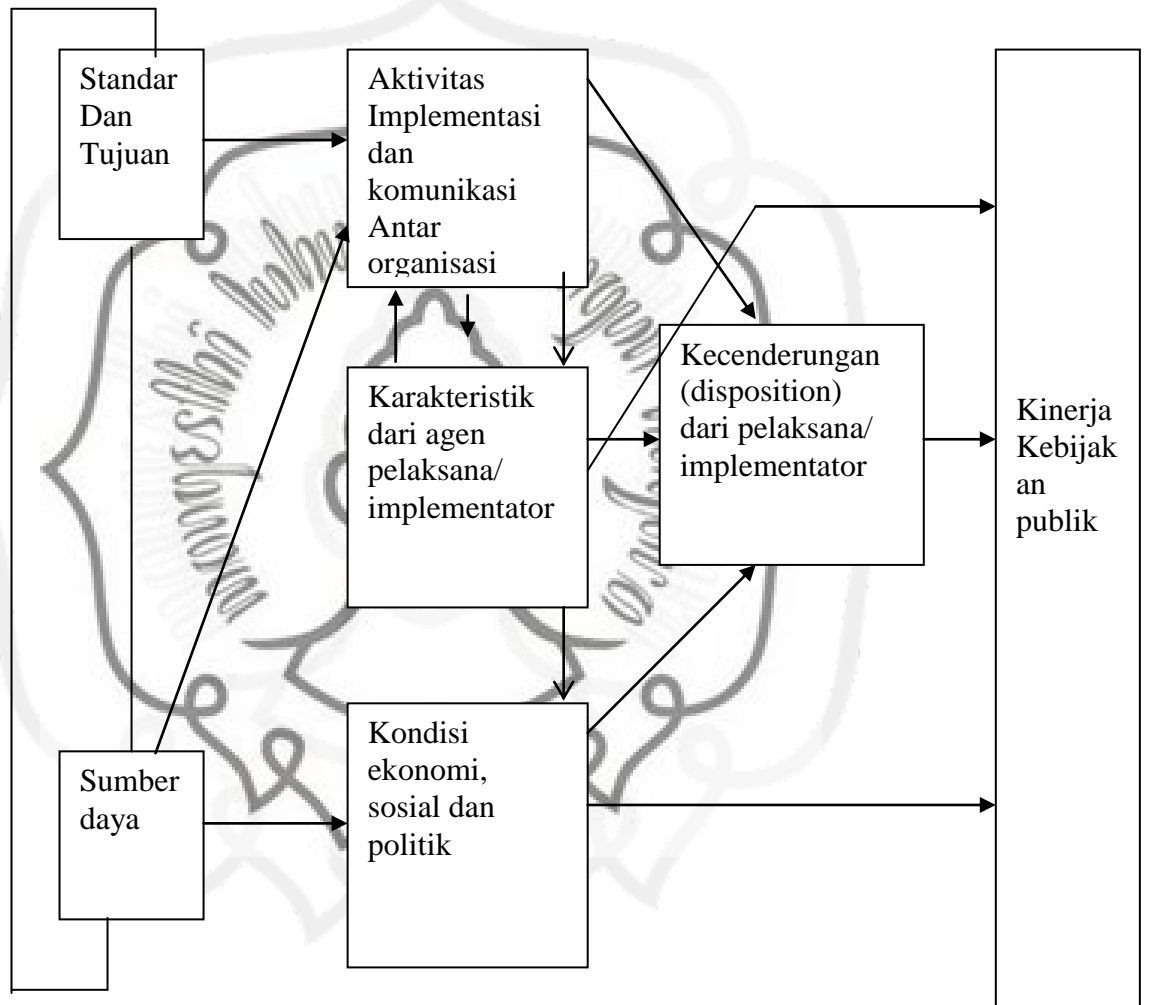 Standar
Dan
Tujuan
Aktivitas
Implementasi
dan
komunikasi
Antar
organisasi
Karakteristik
dari agen
pelaksana/
implementator
Kecenderungan
(disposition)
dari pelaksana/
implementator
Kinerja
Kebijak
an
publik
Sumber
daya
Kondisi
ekonomi,
sosial dan
politik